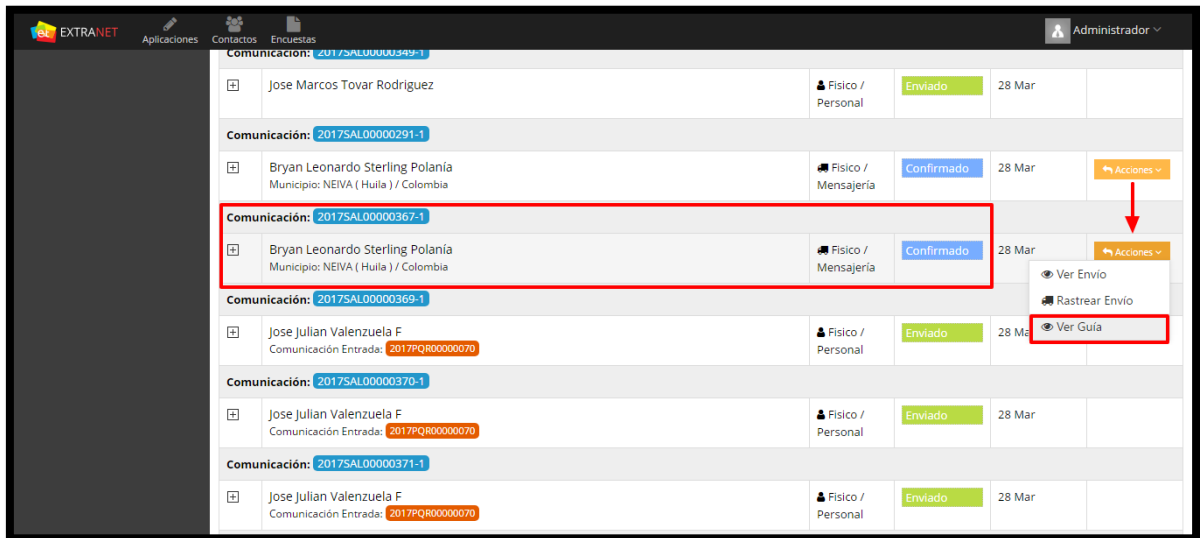 EXTRANET
Aplicaciones Contactos Encuestas
Administrador
Comunicación: 2017SAL00000349-1
Jose Marcos Tovar Rodriguez
Fisico / Personal
Enviado
28 Mar
Comunicación: 2017SAL00000291-1
Bryan Leonardo Sterling Polanía
Municipio: NEIVA ( Huila ) / Colombia
Fisico / Mensajería
Confirmado
28 Mar
Acciones
Comunicación: 2017SAL00000367-1
Bryan Leonardo Sterling Polanía
Municipio: NEIVA ( Huila ) / Colombia
Fisico / Mensajería
Confirmado
28 Mar
Acciones
Ver Envío
Rastrear Envío
Ver Guía
Comunicación: 2017SAL00000369-1
Jose Julian Valenzuela F
Comunicación Entrada: 2017PQR00000070
Fisico / Personal
Enviado
28 Ma
Comunicación: 2017SAL00000370-1
Jose Julian Valenzuela F
Comunicación Entrada: 2017PQR00000070
Fisico / Personal
Enviado
28 Mar
Comunicación: 2017SAL00000371-1
Jose Julian Valenzuela F
Comunicación Entrada: 2017PQR00000070
Fisico / Personal
Enviado
28 Mar